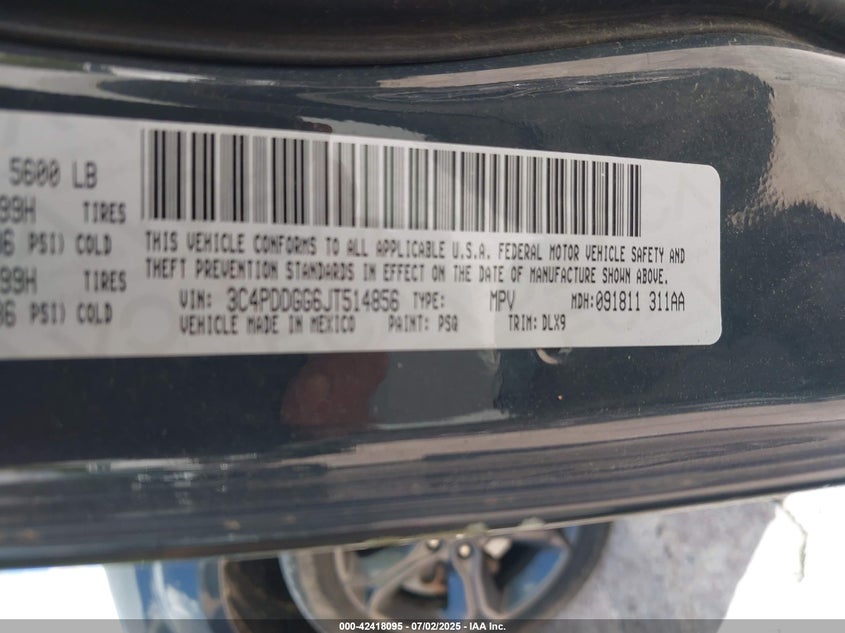 5600 LB
99H TIRES
PSI) COLD
99H TIRES
PSI) COLD
THIS VEHICLE CONFORMS TO ALL APPLICABLE U.S.A. FEDERAL MOTOR VEHICLE SAFETY AND
THEFT PREVENTION STANDARDS IN EFFECT ON THE DATE OF MANUFACTURE SHOWN ABOVE.
VIN: 3C4PDDGG6JT514856 TYPE: MPV MDH:091811 311AA
VEHICLE MADE IN MEXICO PAINT: PSQ TRIM: DLX9
000-42418095 - 07/02/2025 - IAA Inc.